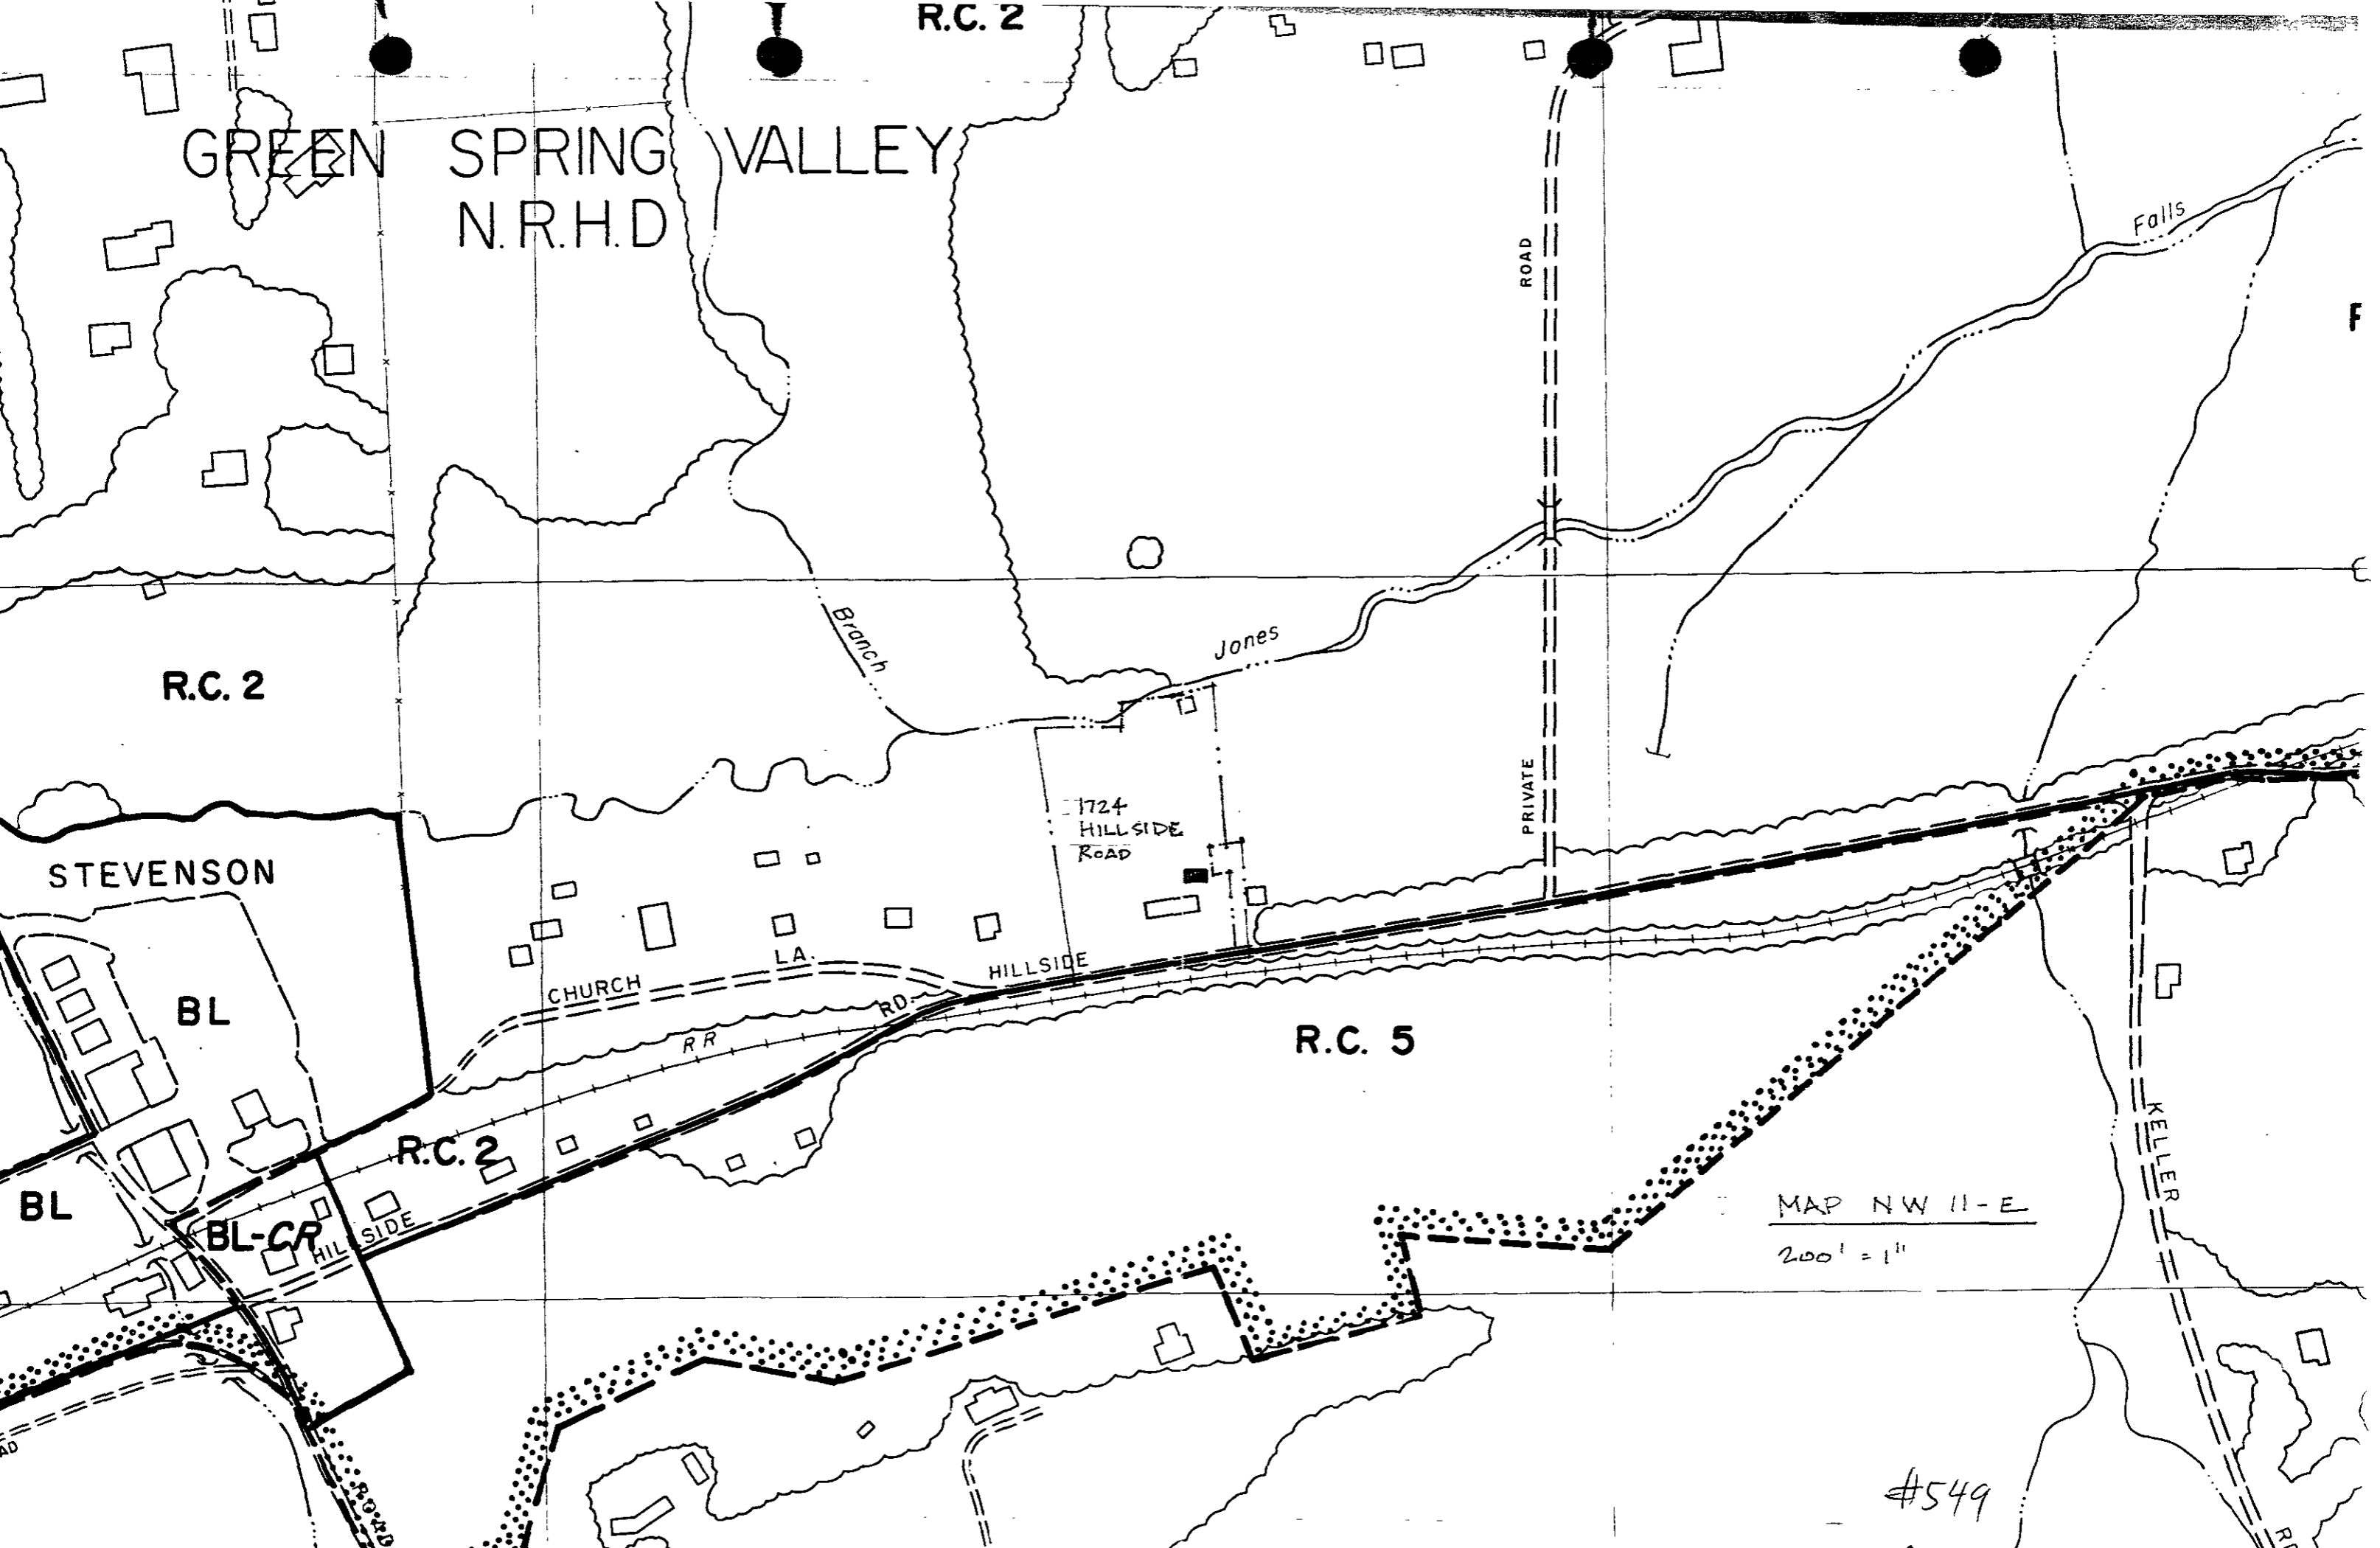 R.C. 2
GREEN SPRING VALLEY
N.R.H.D
ROAD
Falls
Branch
Jones
R.C. 2
1724
HILLSIDE
ROAD
PRIVATE
STEVENSON
BL
CHURCH LA.
HILLSIDE
RD.
RR
R.C. 5
R.C. 2
KELLER
BL
BL-CR
HILLSIDE
MAP NW 11-E
200' = 1"
ROAD
#549